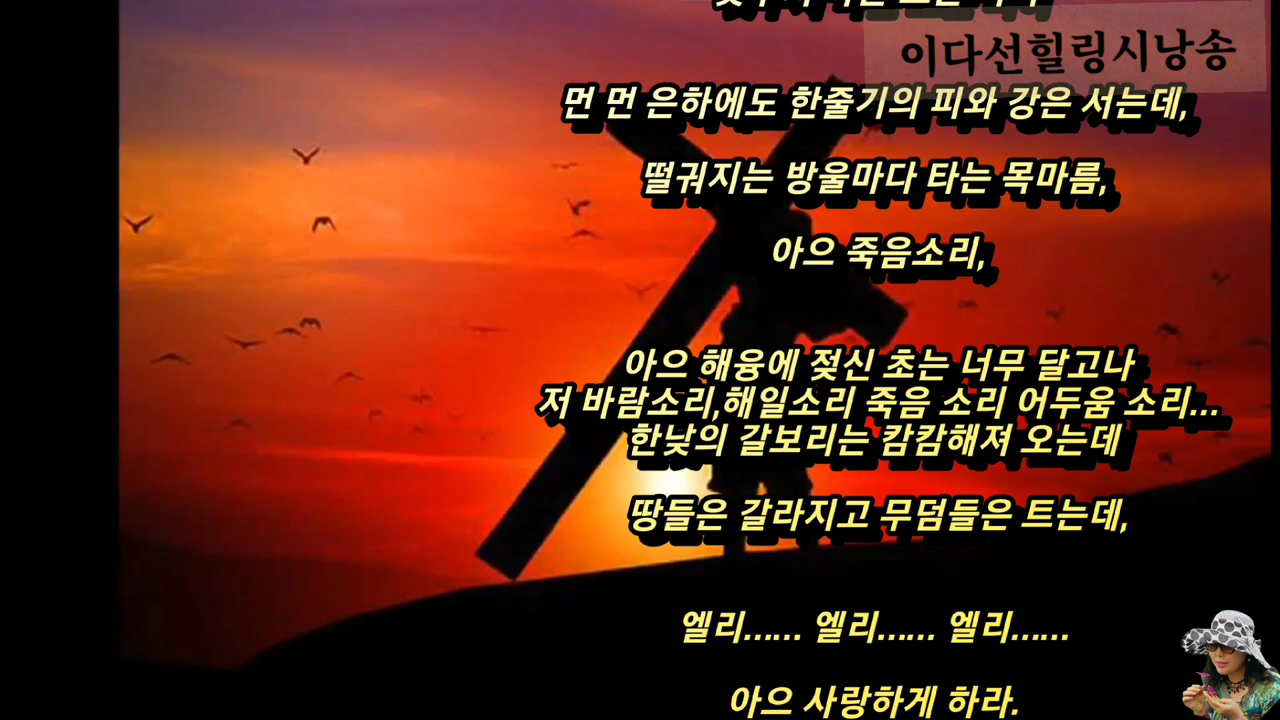 이다선힐링시낭송
먼 먼 은하에도 한줄기의 피와 강은 서는데,
떨궈지는 방울마다 타는 목마름,
아으 죽음소리,
아으 해융에 젖신 초는 너무 달고나
저 바람소리,해일소리 죽음 소리 어두움 소리...
한낮의 갈보리는 캄캄해져 오는데
땅들은 갈라지고 무덤들은 트는데,
엘리...... 엘리...... 엘리......
아으 사랑하게 하라.